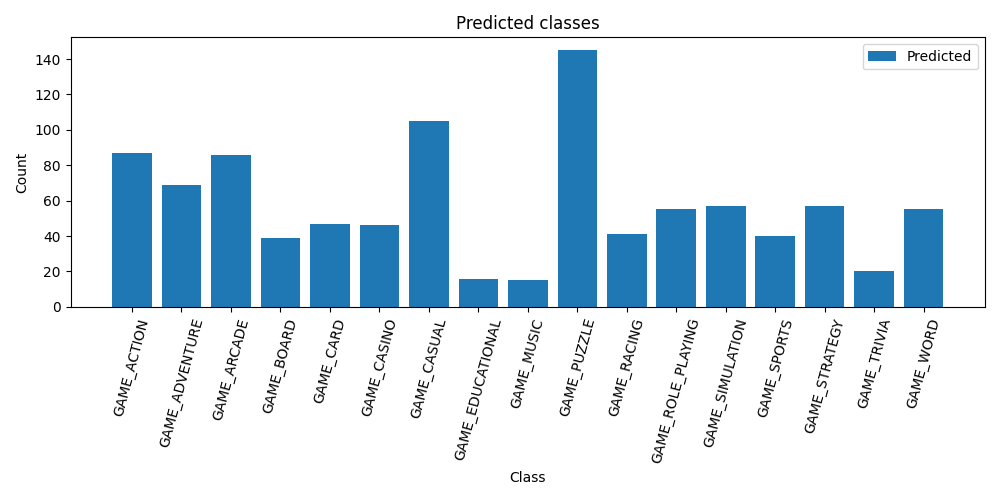 Predicted classes
Predicted
Count
140
120
100
80
60
40
20
0
GAME_ACTION
GAME_ADVENTURE
GAME_ARCADE
GAME_BOARD
GAME_CARD
GAME_CASINO
GAME_CASUAL
GAME_EDUCATIONAL
GAME_MUSIC
GAME_PUZZLE
GAME_RACING
GAME_ROLE_PLAYING
GAME_SIMULATION
GAME_SPORTS
GAME_STRATEGY
GAME_TRIVIA
GAME_WORD
Class